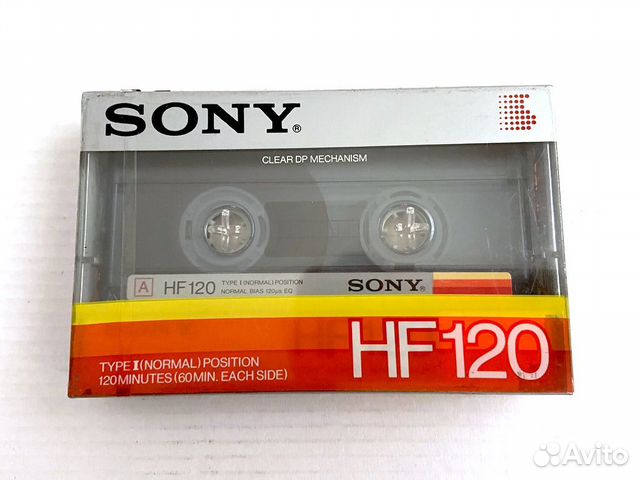 SONY®
CLEAR DP MECHANISM
A HF120 TYPE I (NORMAL) POSITION
NORMAL BIAS 120μs EQ
SONY®
HF120
TYPE I (NORMAL) POSITION
120 MINUTES (60 MIN. EACH SIDE)
Avito